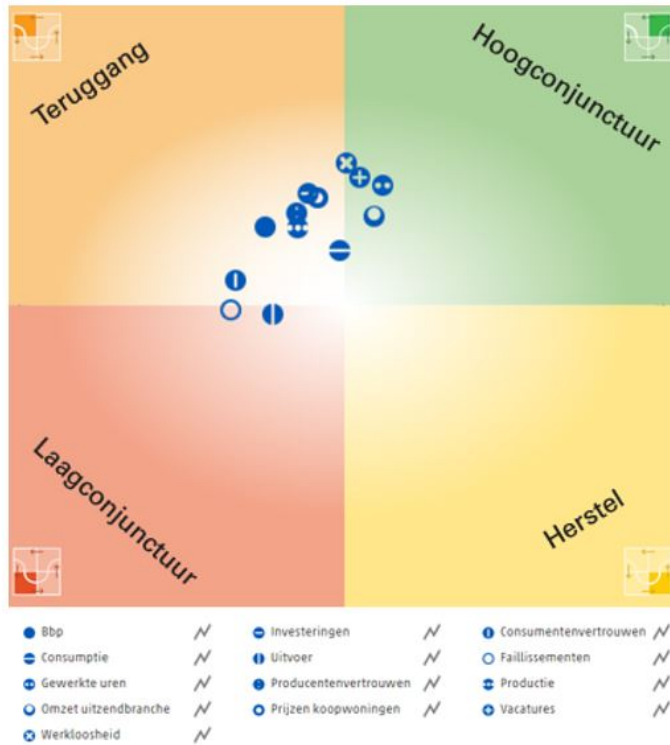 Teruggang
Hoogconjunctuur
Laagconjunctuur
Herstel
Bbp
Investeringen
Consumentenvertrouwen
Consumptie
Uitvoer
Faillissementen
Gewerkte uren
Producentenvertrouwen
Productie
Omzet uitzendbranche
Prijzen koopwoningen
Vacatures
Werkloosheid